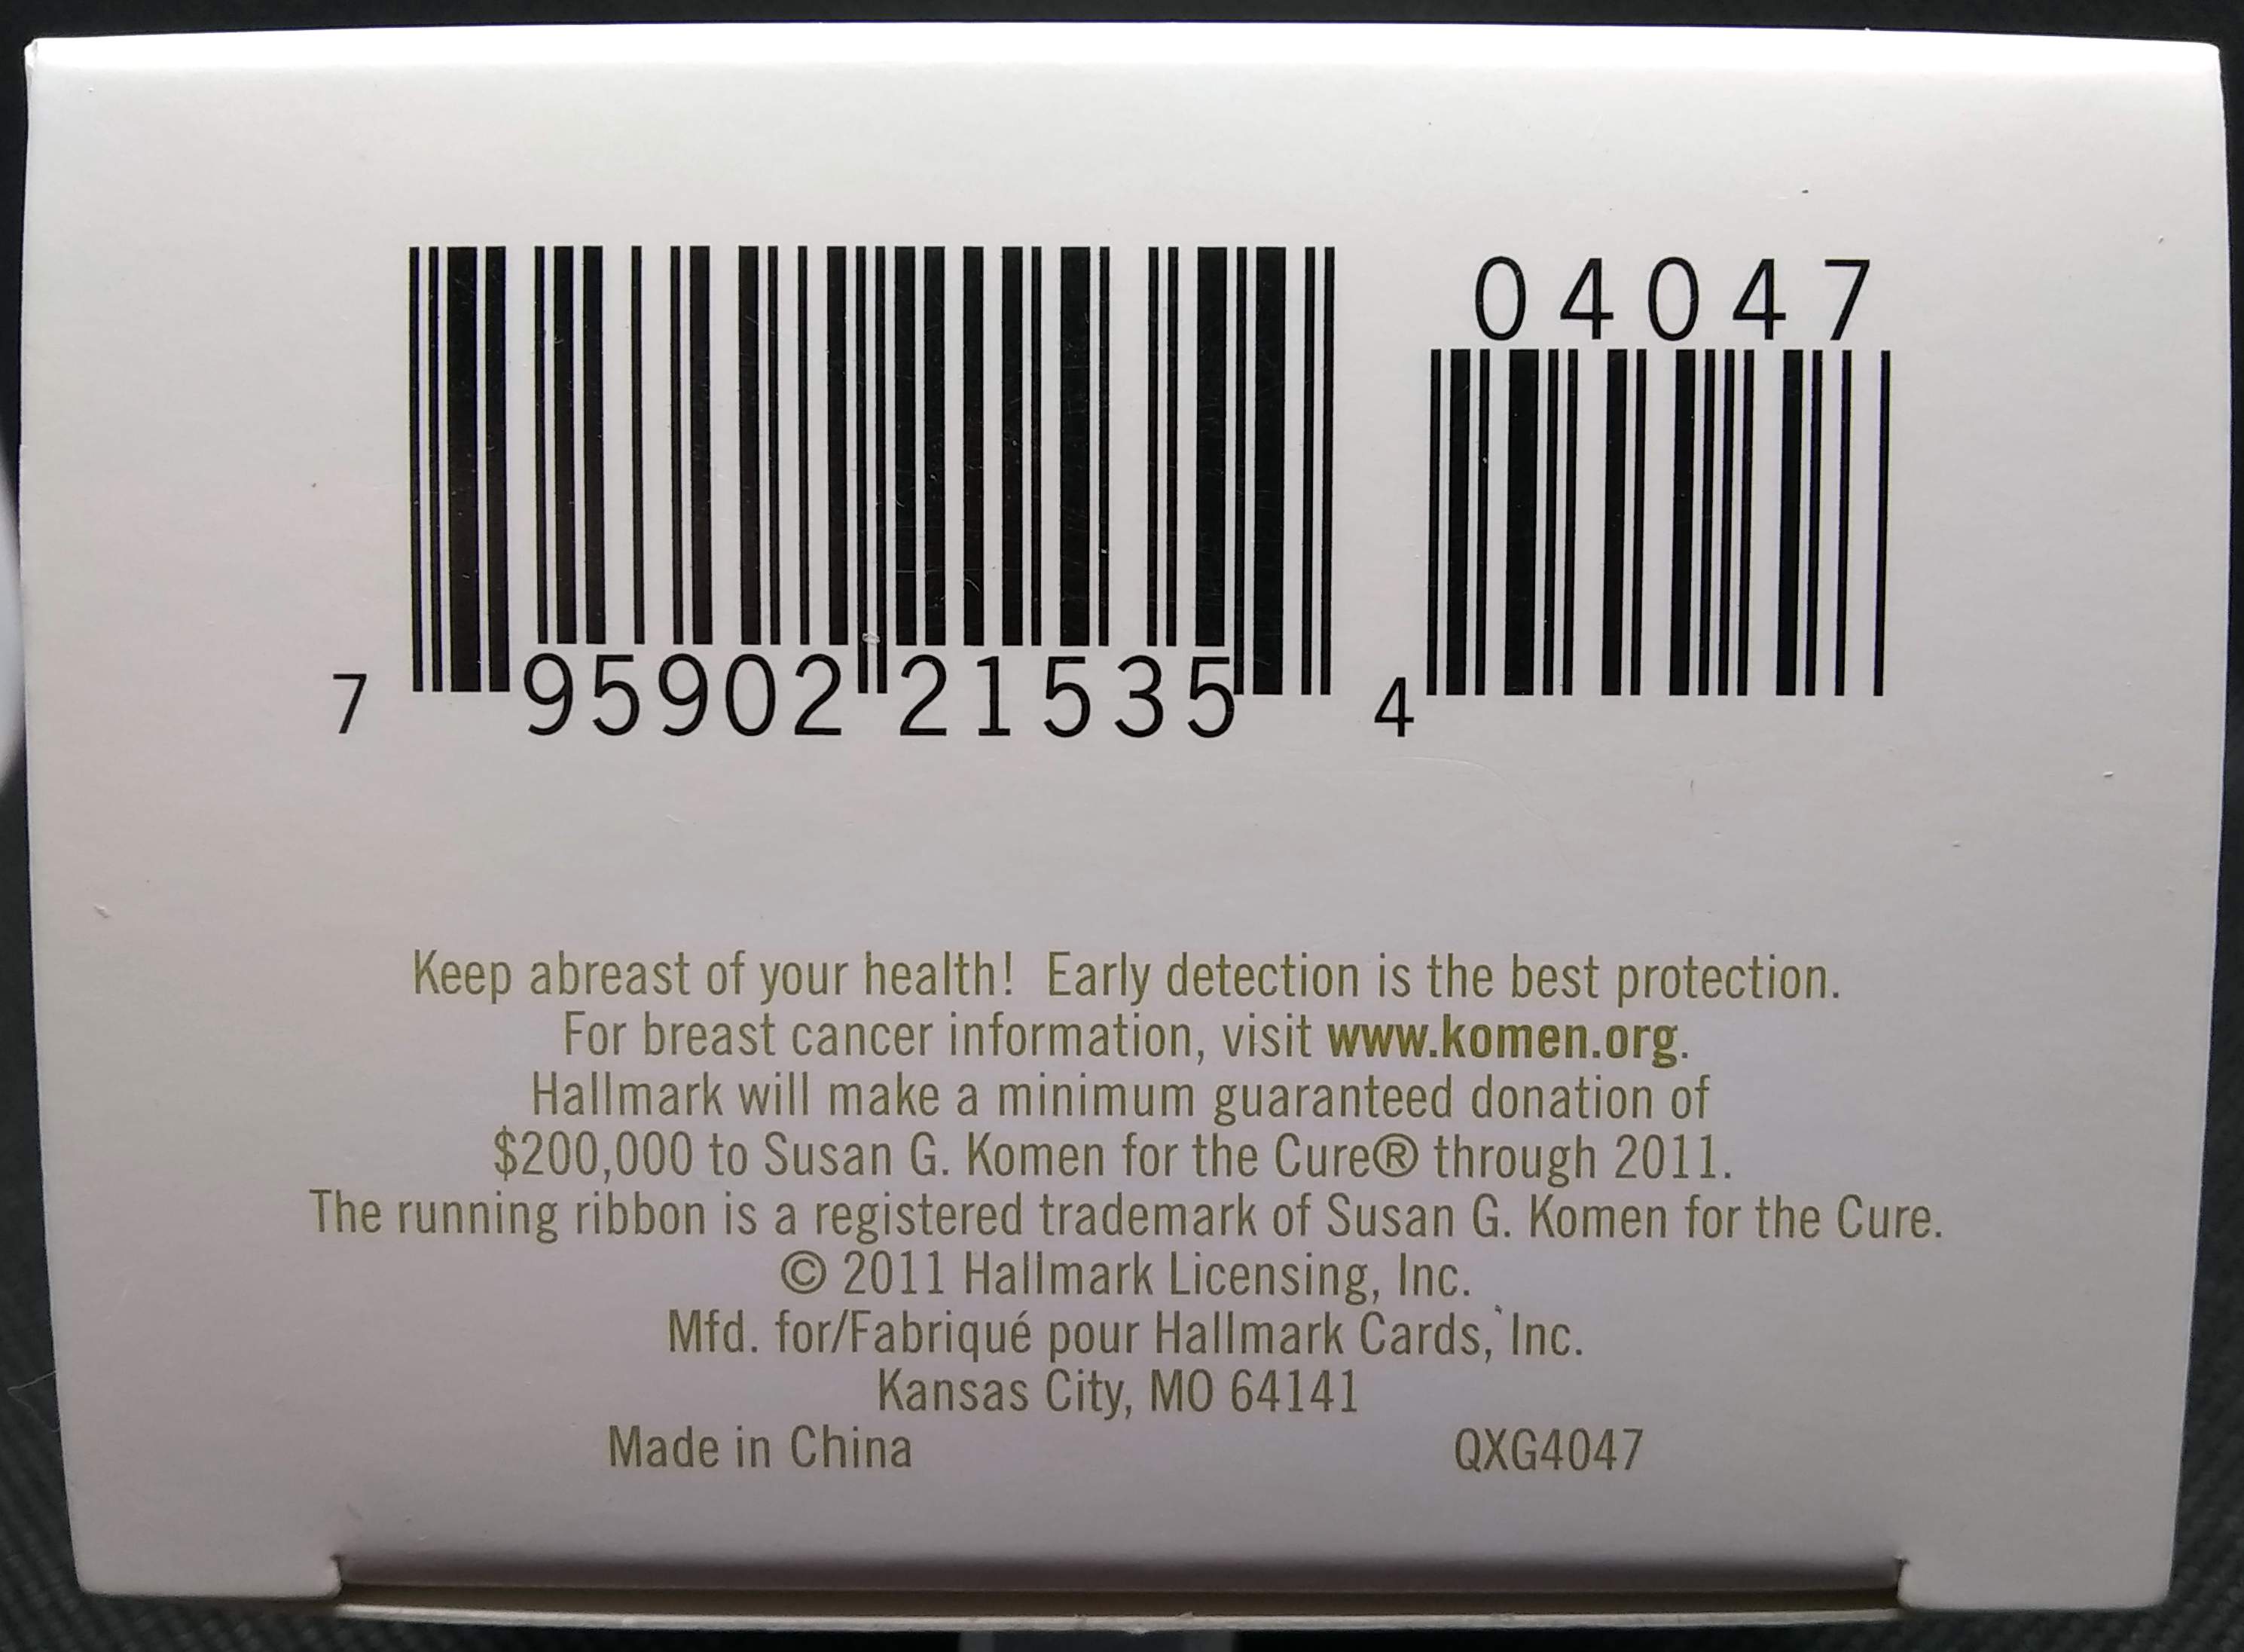 04047
7 95902 21535 4
Keep abreast of your health! Early detection is the best protection.
For breast cancer information, visit www.komen.org.
Hallmark will make a minimum guaranteed donation of
$200,000 to Susan G. Komen for the Cure® through 2011.
The running ribbon is a registered trademark of Susan G. Komen for the Cure.
© 2011 Hallmark Licensing, Inc.
Mfd. for/Fabriqué pour Hallmark Cards, Inc.
Kansas City, MO 64141
Made in China QXG4047